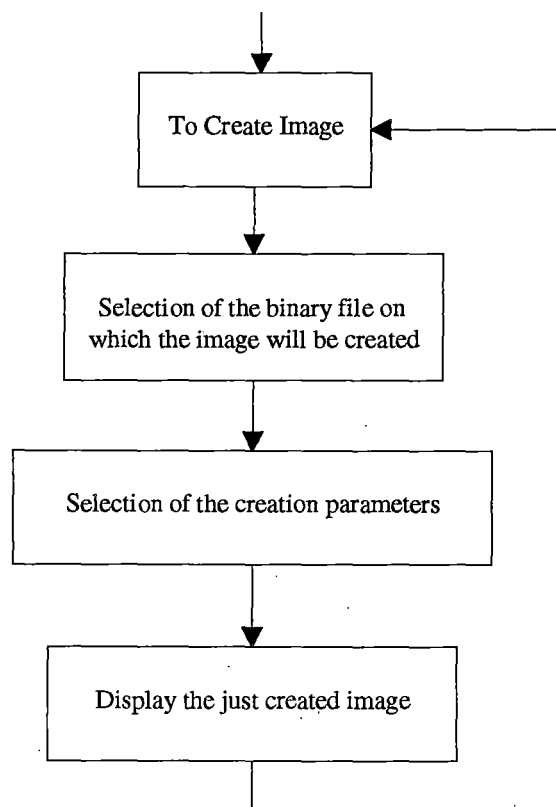 To Create Image
Selection of the binary file on
which the image will be created
Selection of the creation parameters
Display the just created image